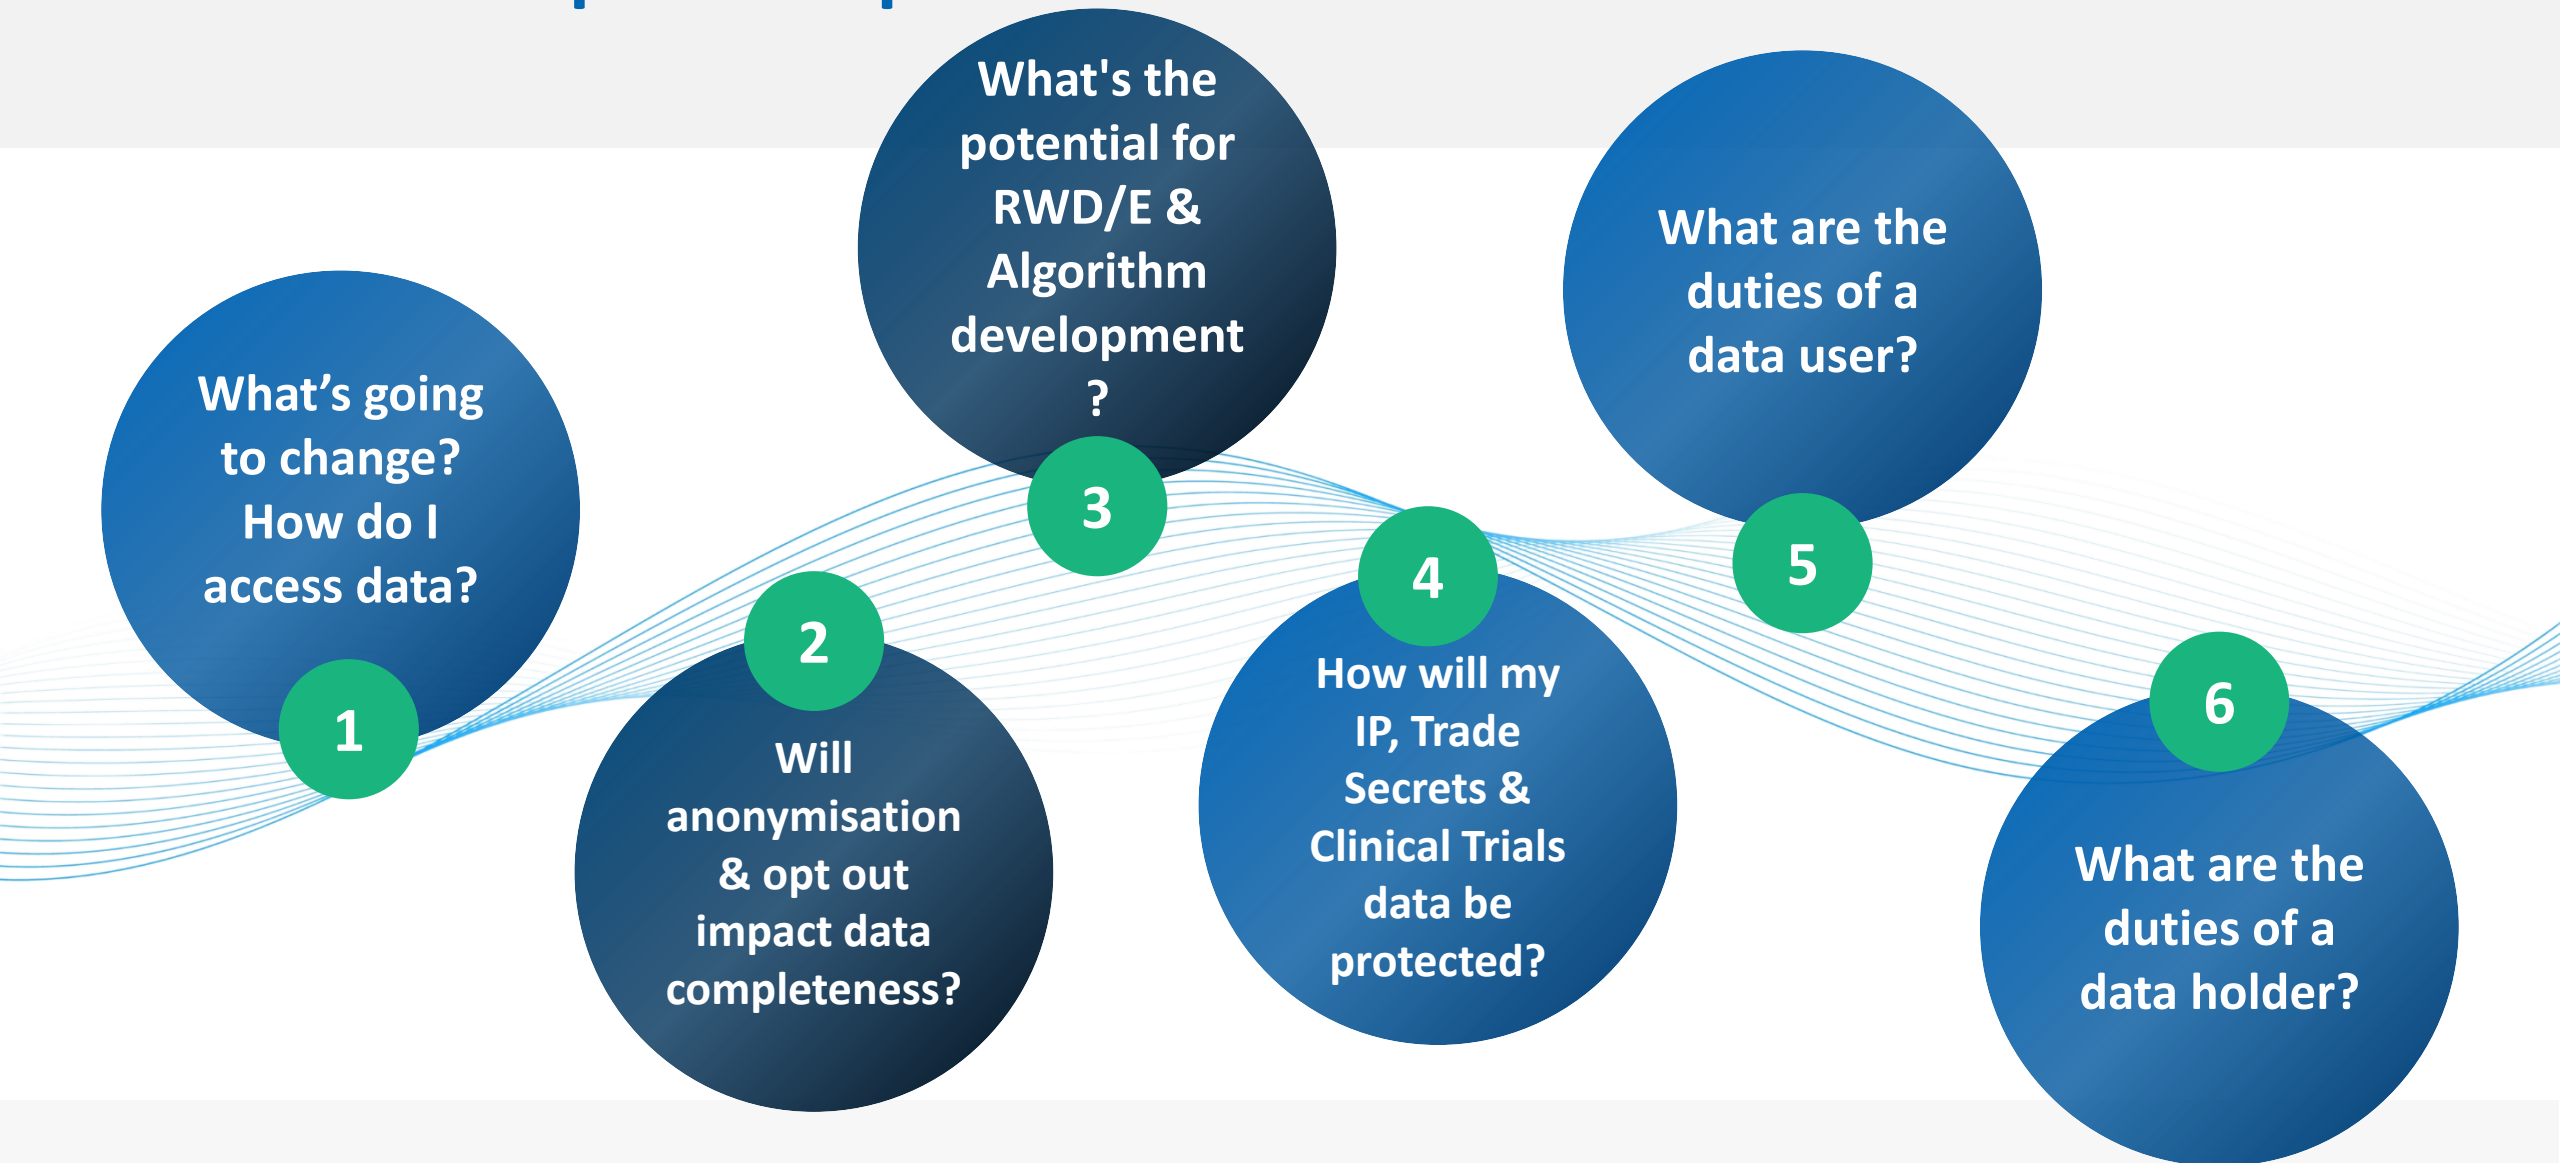 What’s going
to change?
How do I
access data?
1
2
Will
anonymisation
& opt out
impact data
completeness?
What's the
potential for
RWD/E &
Algorithm
development
?
3
4
How will my
IP, Trade
Secrets &
Clinical Trials
data be
protected?
What are the
duties of a
data user?
5
6
What are the
duties of a
data holder?